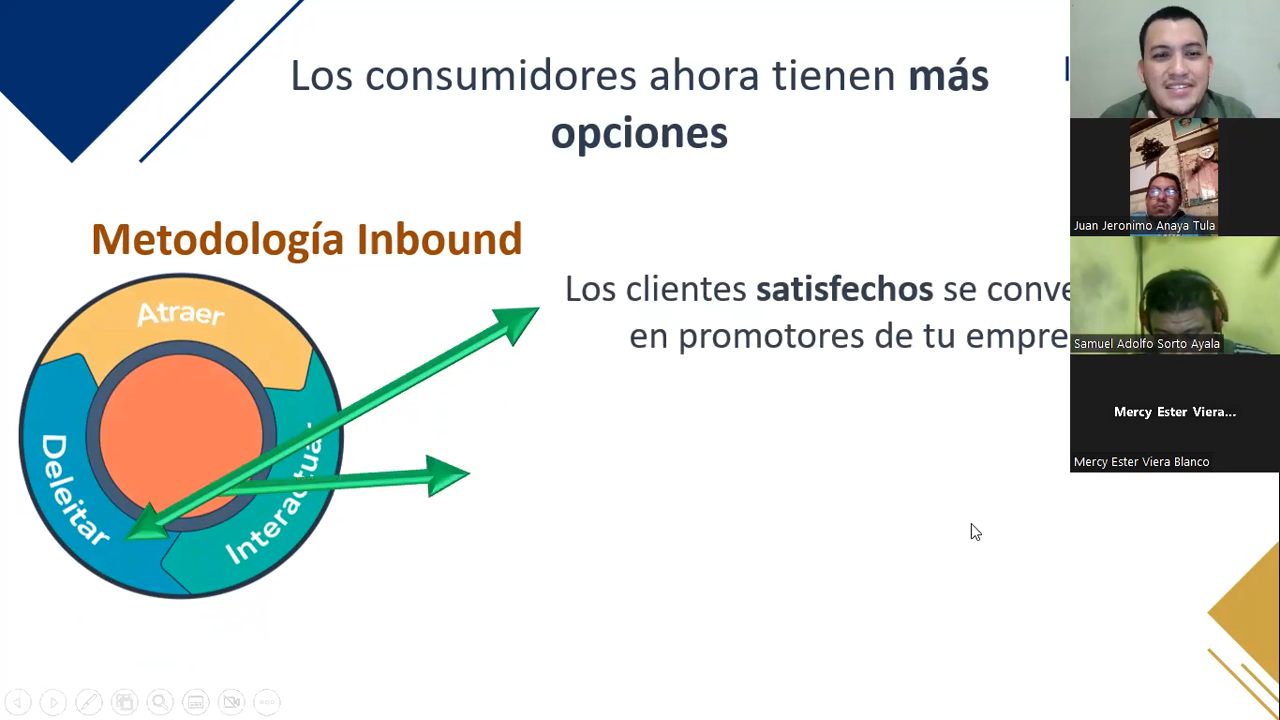 Los consumidores ahora tienen más
opciones
Metodología Inbound
Atraer
Deleitar
Interactuar
Los clientes satisfechos se conve
en promotores de tu empre
Juan Jeronimo Anaya Tula
Samuel Adolfo Sorto Ayala
Mercy Ester Viera...
Mercy Ester Viera Blanco